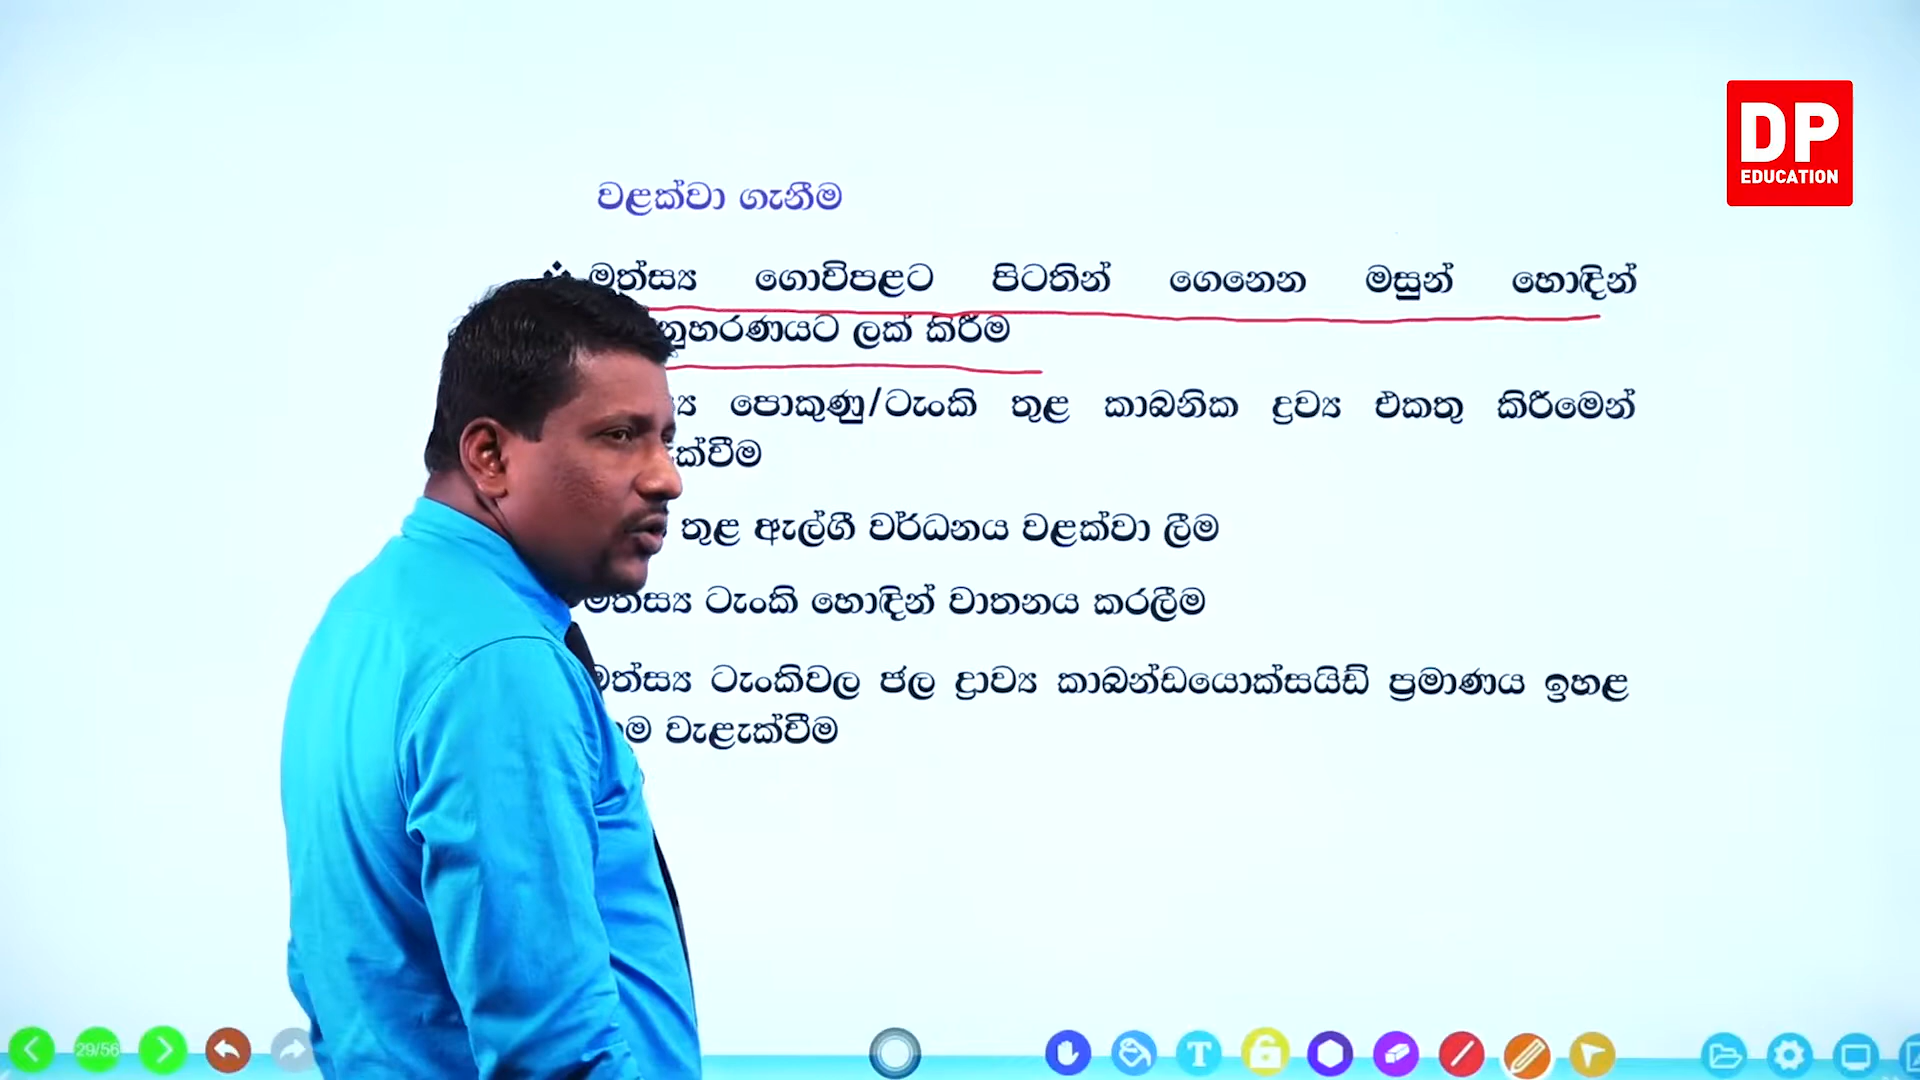 DP
EDUCATION
වළක්වා ගැනීම
මත්ස්‍ය ගොවිපළට පිටතින් ගෙනෙන මසුන් හොඳින්
ලක් කිරීම
පොකුණු/ටැංකි තුළ කාබනික ද්‍රව්‍ය එකතු කිරීමෙන්
තුළ ඇල්ගී වර්ධනය වළක්වා ලීම
මත්ස්‍ය ටැංකි හොඳින් වාතනය කරලීම
මත්ස්‍ය ටැංකිවල ජල ද්‍රාව්‍ය කාබන්ඩයොක්සයිඩ් ප්‍රමාණය ඉහළ
වැළැක්වීම
29/56